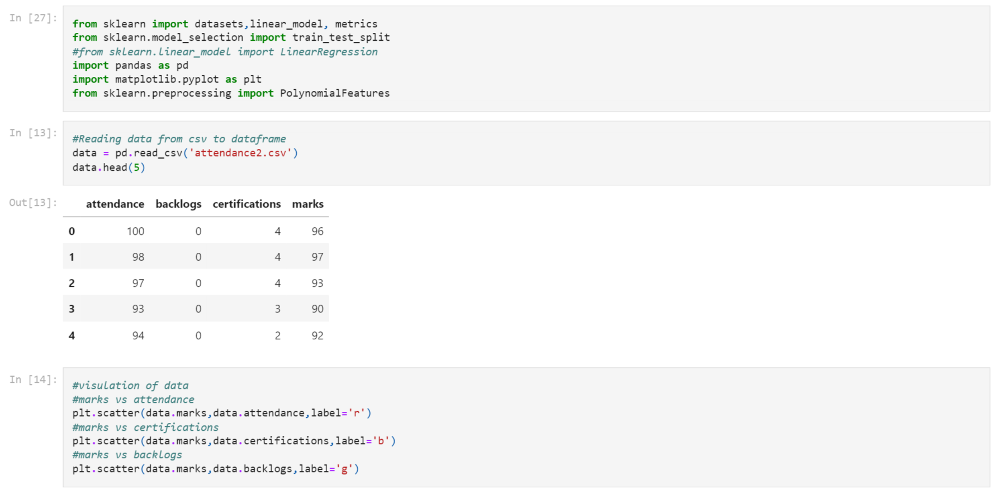 In [27]:
from sklearn import datasets,linear_model, metrics
from sklearn.model_selection import train_test_split
#from sklearn.linear_model import LinearRegression
import pandas as pd
import matplotlib.pyplot as plt
from sklearn.preprocessing import PolynomialFeatures
In [13]:
#Reading data from csv to dataframe
data = pd.read_csv('attendance2.csv')
data.head(5)
Out[13]:
attendance backlogs certifications marks
0 100 0 4 96
1 98 0 4 97
2 97 0 4 93
3 93 0 3 90
4 94 0 2 92
In [14]:
#visulation of data
#marks vs attendance
plt.scatter(data.marks,data.attendance,label='r')
#marks vs certifications
plt.scatter(data.marks,data.certifications,label='b')
#marks vs backlogs
plt.scatter(data.marks,data.backlogs,label='g')